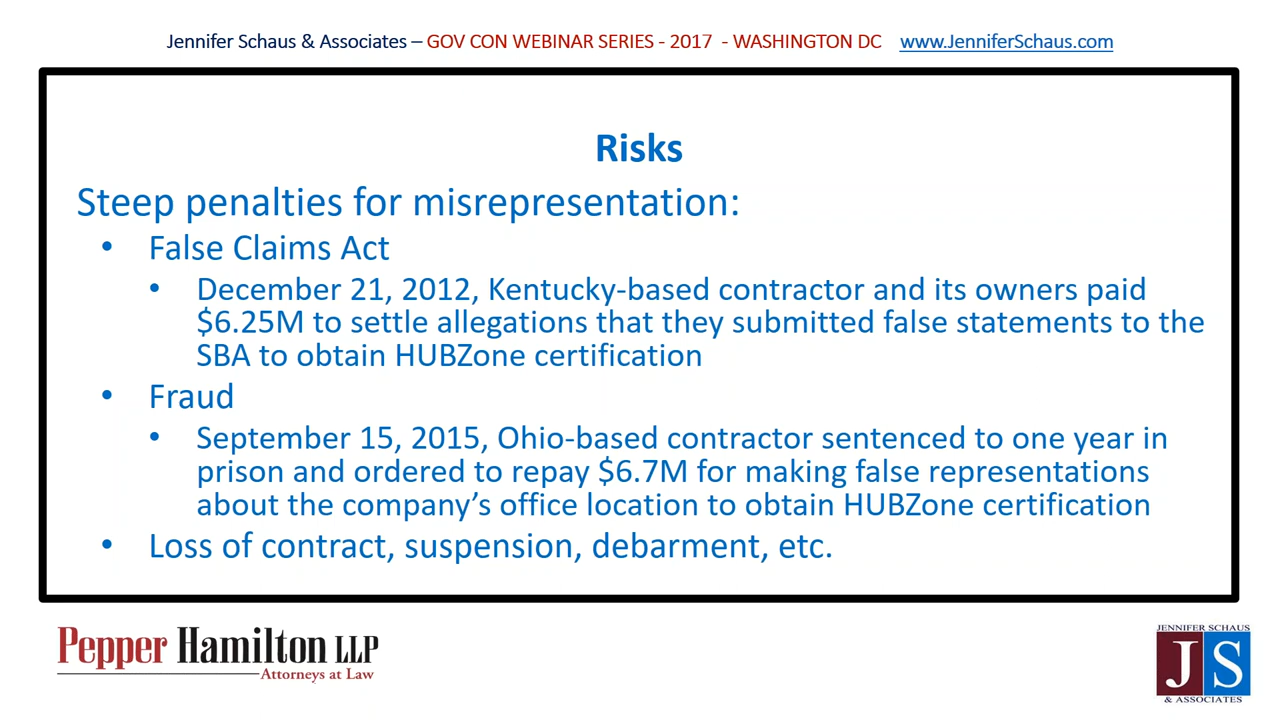 Jennifer Schaus & Associates – GOV CON WEBINAR SERIES - 2017 - WASHINGTON DC www.JenniferSchaus.com
Risks
Steep penalties for misrepresentation:
• False Claims Act
• December 21, 2012, Kentucky-based contractor and its owners paid
$6.25M to settle allegations that they submitted false statements to the
SBA to obtain HUBZone certification
• Fraud
• September 15, 2015, Ohio-based contractor sentenced to one year in
prison and ordered to repay $6.7M for making false representations
about the company’s office location to obtain HUBZone certification
• Loss of contract, suspension, debarment, etc.
Pepper Hamilton LLP
Attorneys at Law
JENNIFER SCHAUS
JS
& ASSOCIATES